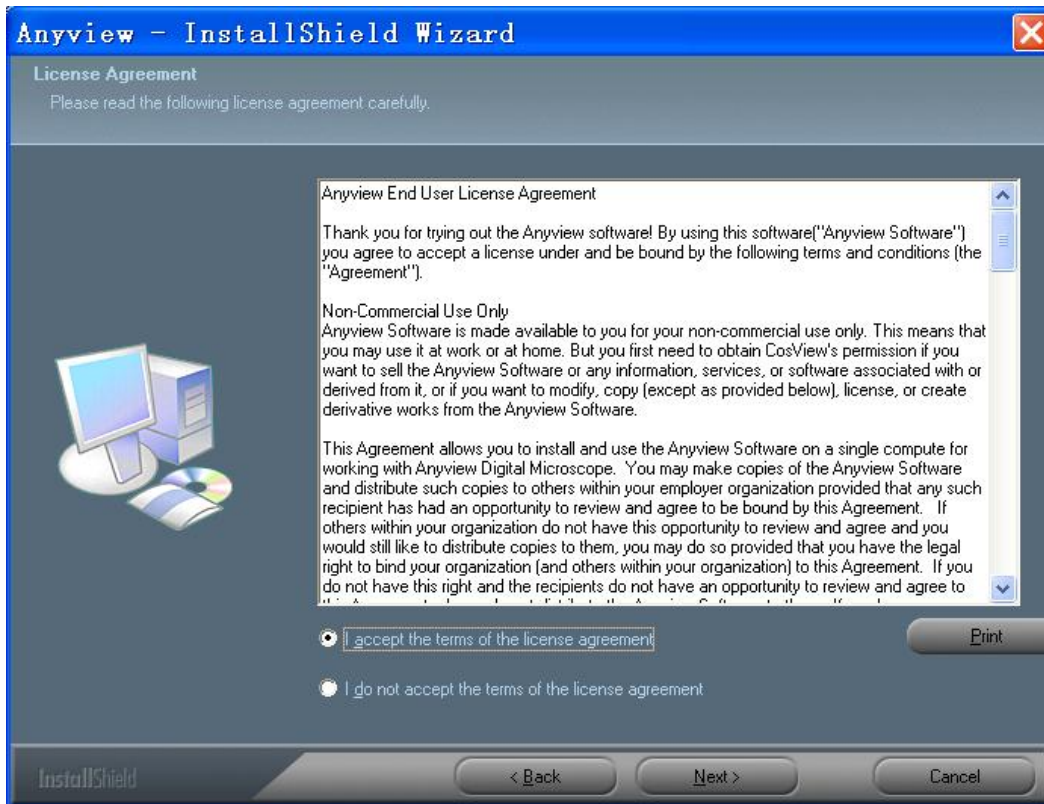 Anyview - InstallShield Wizard
License Agreement
Please read the following license agreement carefully.
Anyview End User License Agreement
Thank you for trying out the Anyview software! By using this software("Anyview Software")
you agree to accept a license under and be bound by the following terms and conditions (the
"Agreement").
Non-Commercial Use Only
Anyview Software is made available to you for your non-commercial use only. This means that
you may use it at work or at home. But you first need to obtain CosView's permission if you
want to sell the Anyview Software or any information, services, or software associated with or
derived from it, or if you want to modify, copy (except as provided below), license, or create
derivative works from the Anyview Software.
This Agreement allows you to install and use the Anyview Software on a single compute for
working with Anyview Digital Microscope. You may make copies of the Anyview Software
and distribute such copies to others within your employer organization provided that any such
recipient has had an opportunity to review and agree to be bound by this Agreement. If
others within your organization do not have this opportunity to review and agree and you
would still like to distribute copies to them, you may do so provided that you have the legal
right to bind your organization (and others within your organization) to this Agreement. If you
do not have this right and the recipients do not have an opportunity to review and agree to
I accept the terms of the license agreement
Print
I do not accept the terms of the license agreement
InstallShield
< Back
Next >
Cancel